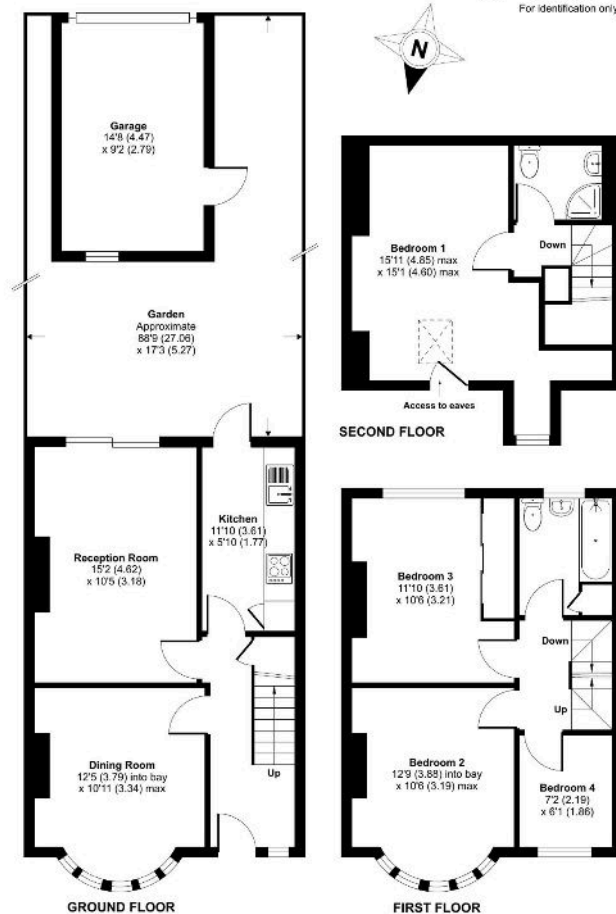 For identification only
N
Garage
14'8 (4.47)
x 9'2 (2.79)
Garden
Approximate
88'9 (27.06)
x 17'3 (5.27)
Kitchen
11'10 (3.61)
x 5'10 (1.77)
Reception Room
15'2 (4.62)
x 10'5 (3.18)
Dining Room
12'5 (3.79) into bay
x 10'11 (3.34) max
Up
GROUND FLOOR
Bedroom 1
15'11 (4.85) max
x 15'1 (4.60) max
Down
Access to eaves
SECOND FLOOR
Bedroom 3
11'10 (3.61)
x 10'6 (3.21)
Down
Up
Bedroom 2
12'9 (3.88) into bay
x 10'6 (3.19) max
Bedroom 4
7'2 (2.19)
x 6'1 (1.86)
FIRST FLOOR